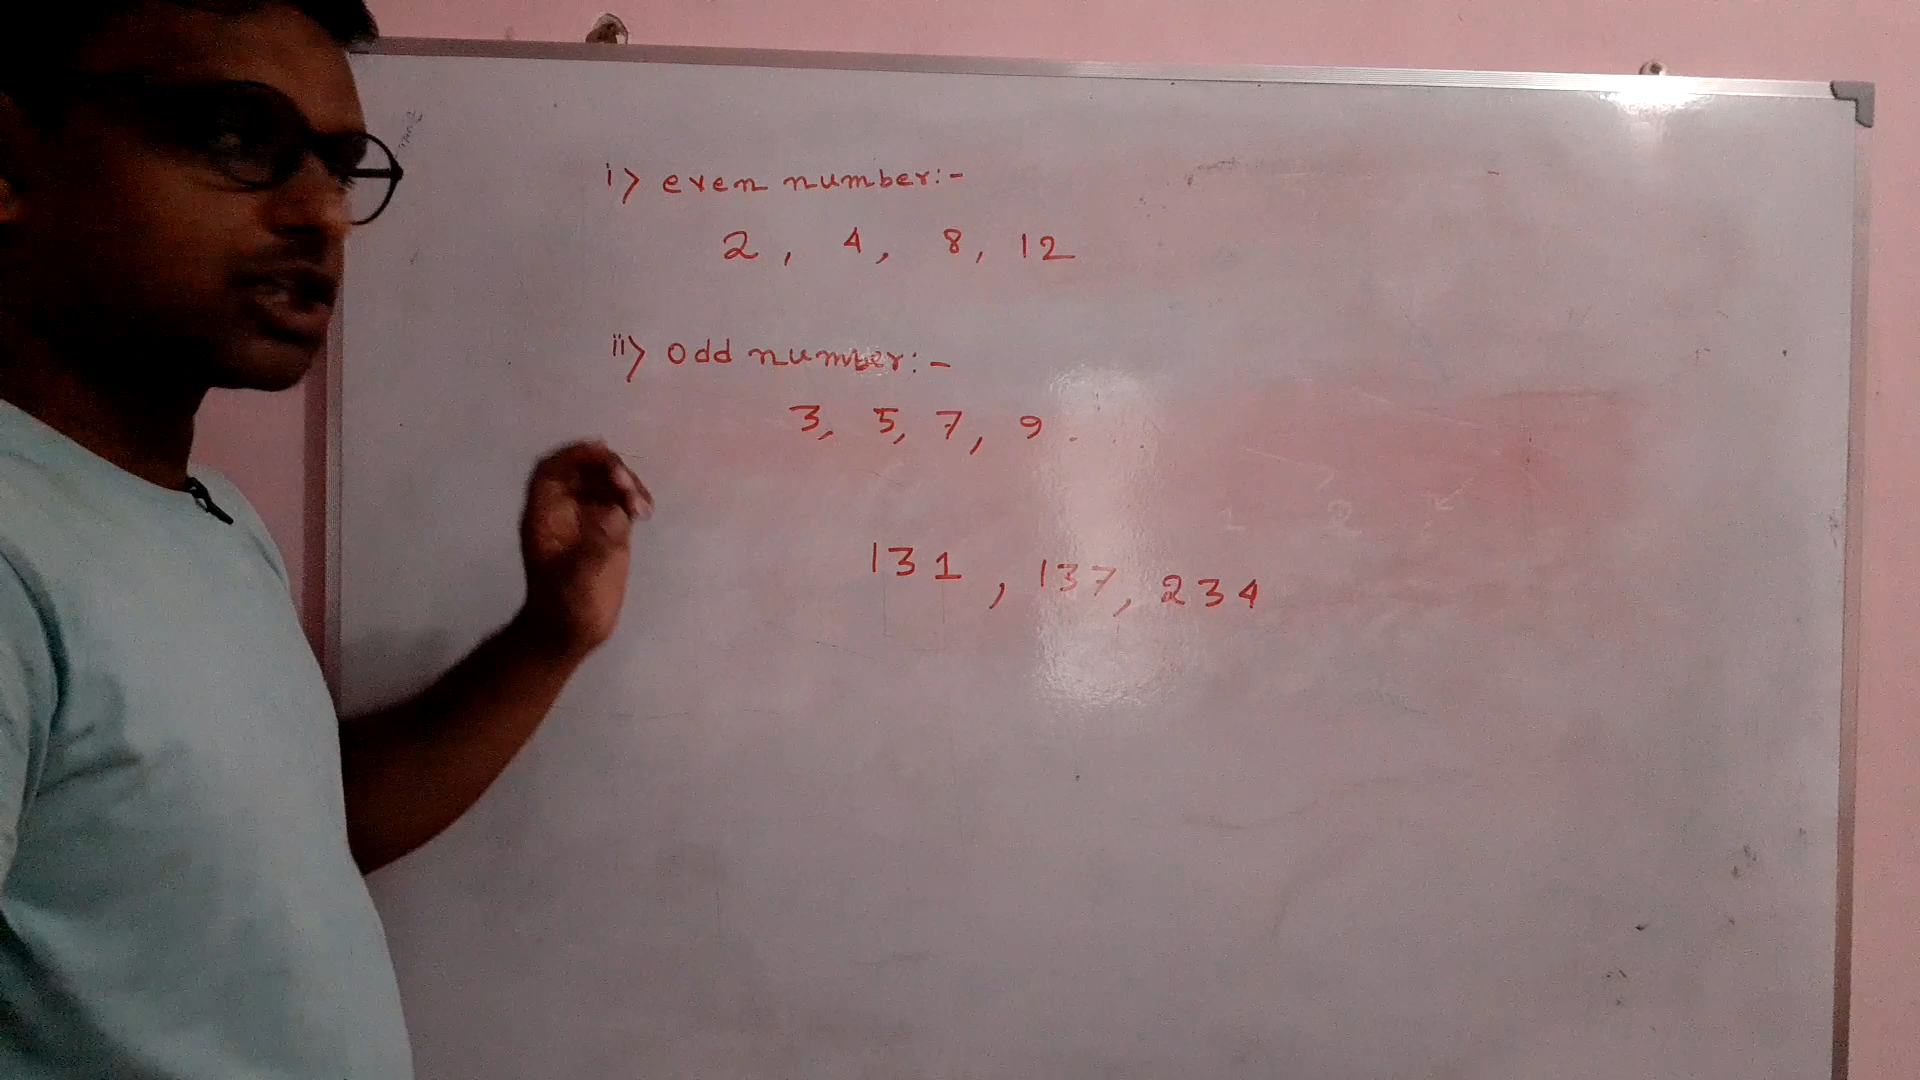 i> even number:-
2, 4, 8, 12
ii> odd number:-
3, 5, 7, 9
131, 137, 234